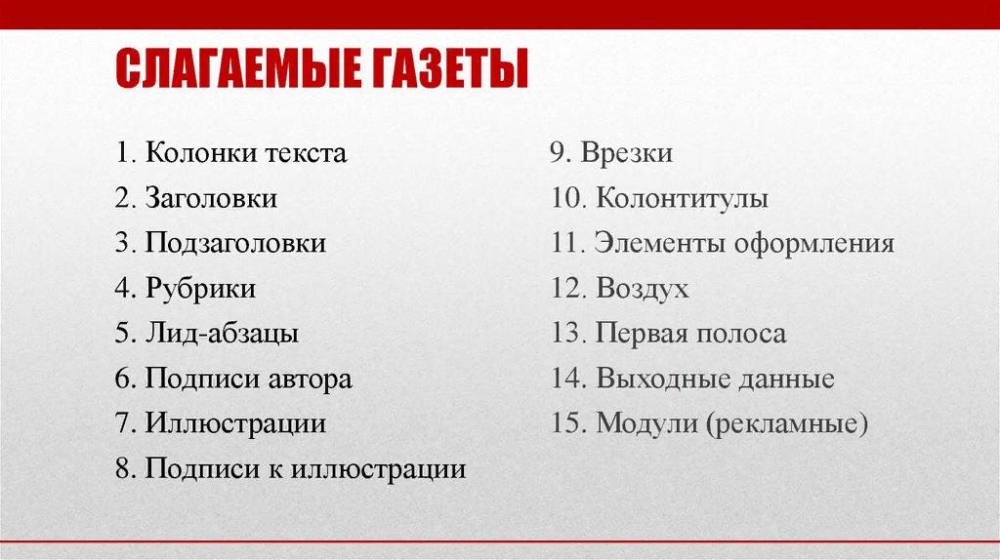 СЛАГАЕМЫЕ ГАЗЕТЫ
1. Колонки текста
2. Заголовки
3. Подзаголовки
4. Рубрики
5. Лид-абзацы
6. Подписи автора
7. Иллюстрации
8. Подписи к иллюстрации
9. Врезки
10. Колонтитулы
11. Элементы оформления
12. Воздух
13. Первая полоса
14. Выходные данные
15. Модули (рекламные)